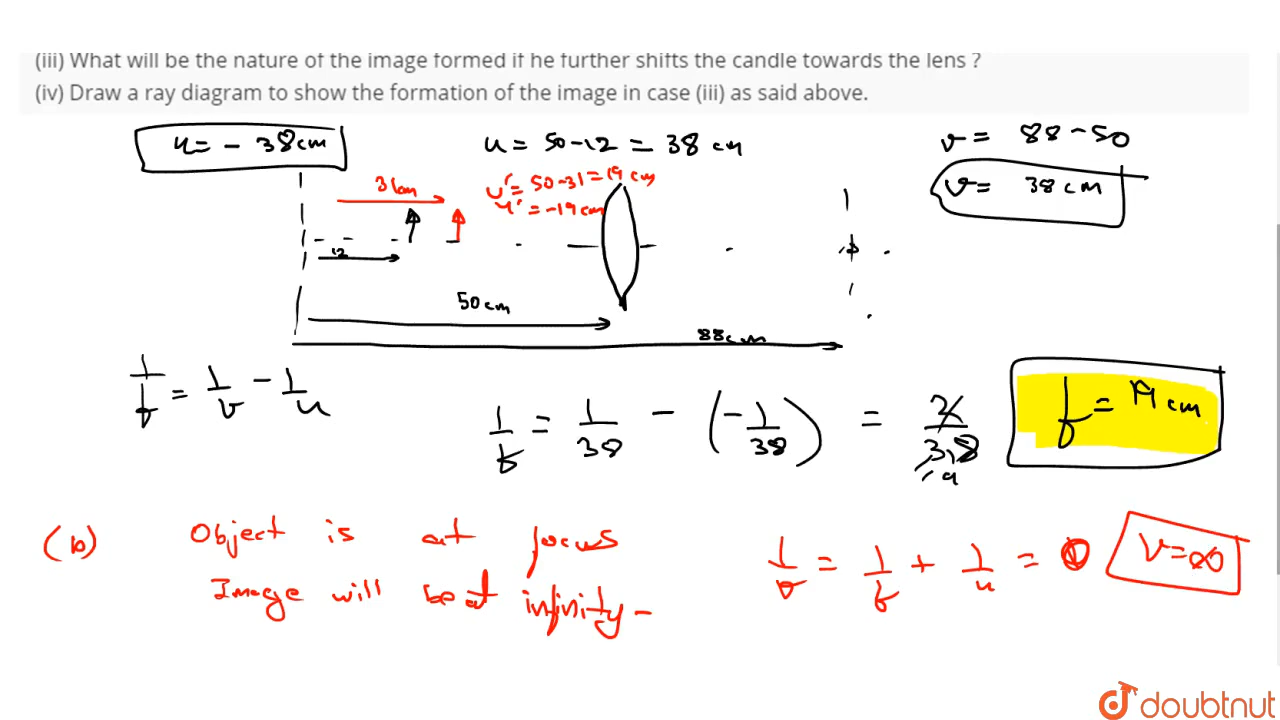 (iii) What will be the nature of the image formed if he further shifts the candle towards the lens ?
(iv) Draw a ray diagram to show the formation of the image in case (iii) as said above.
u = - 38cm
u = 50-12 = 38 cm
v = 88-50
v = 38 cm
31cm
u' = 50-31 = 19 cm
u' = -19 cm
12
50cm
88cm
1/f = 1/v - 1/u
1/f = 1/38 - (-1/38) = 2/38
19
f = 19 cm
(b) Object is at focus
Image will be at infinity -
1/v = 1/f + 1/u = 0
v = ∞
doubtnut